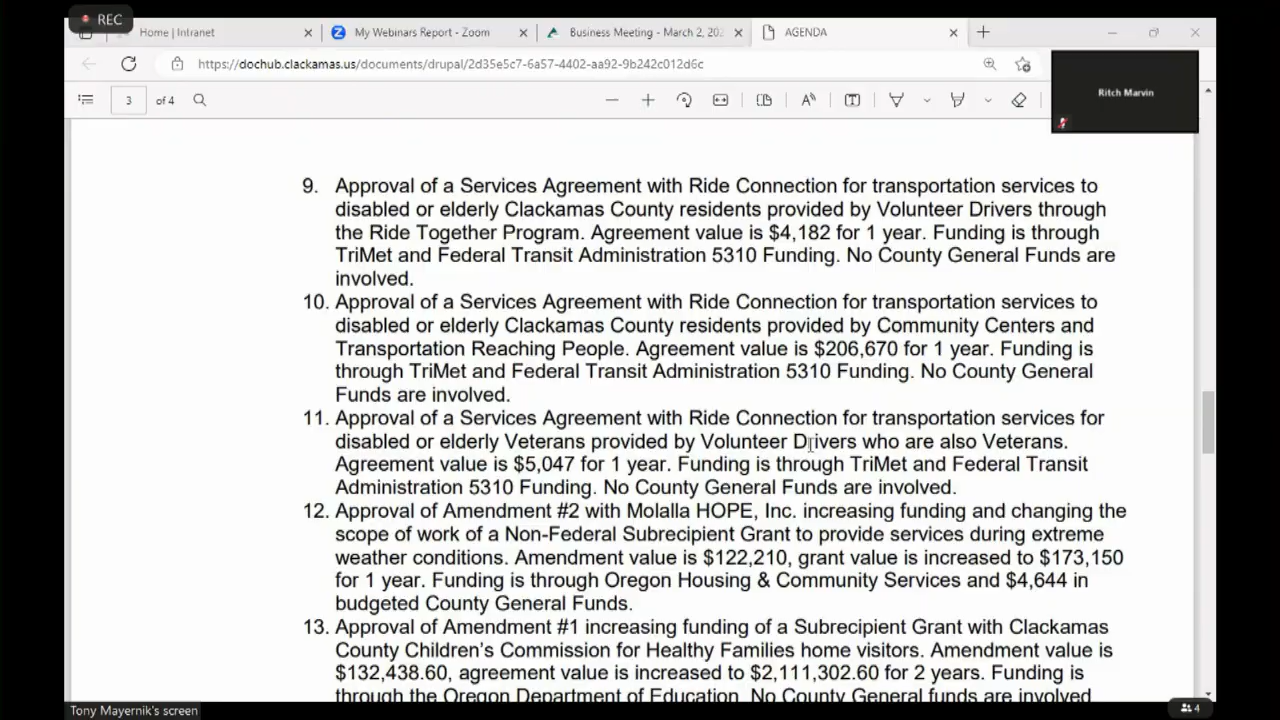 REC
Home | Intranet
My Webinars Report - Zoom
Business Meeting - March 2, 202
AGENDA
https://dochub.clackamas.us/documents/drupal/2d35e5c7-6a57-4402-aa92-9b242c012d6c
3 of 4
Ritch Marvin
9. Approval of a Services Agreement with Ride Connection for transportation services to
disabled or elderly Clackamas County residents provided by Volunteer Drivers through
the Ride Together Program. Agreement value is $4,182 for 1 year. Funding is through
TriMet and Federal Transit Administration 5310 Funding. No County General Funds are
involved.
10. Approval of a Services Agreement with Ride Connection for transportation services to
disabled or elderly Clackamas County residents provided by Community Centers and
Transportation Reaching People. Agreement value is $206,670 for 1 year. Funding is
through TriMet and Federal Transit Administration 5310 Funding. No County General
Funds are involved.
11. Approval of a Services Agreement with Ride Connection for transportation services for
disabled or elderly Veterans provided by Volunteer Drivers who are also Veterans.
Agreement value is $5,047 for 1 year. Funding is through TriMet and Federal Transit
Administration 5310 Funding. No County General Funds are involved.
12. Approval of Amendment #2 with Molalla HOPE, Inc. increasing funding and changing the
scope of work of a Non-Federal Subrecipient Grant to provide services during extreme
weather conditions. Amendment value is $122,210, grant value is increased to $173,150
for 1 year. Funding is through Oregon Housing & Community Services and $4,644 in
budgeted County General Funds.
13. Approval of Amendment #1 increasing funding of a Subrecipient Grant with Clackamas
County Children's Commission for Healthy Families home visitors. Amendment value is
$132,438.60, agreement value is increased to $2,111,302.60 for 2 years. Funding is
through the Oregon Department of Education. No County General funds are involved
Tony Mayernik's screen
4